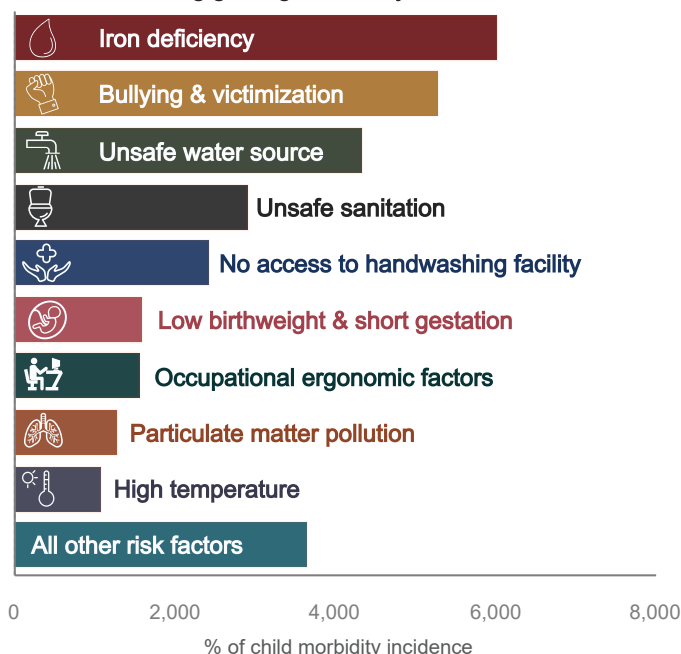 Iron deficiency
Bullying & victimization
Unsafe water source
Unsafe sanitation
No access to handwashing facility
Low birthweight & short gestation
Occupational ergonomic factors
Particulate matter pollution
High temperature
All other risk factors
0 2,000 4,000 6,000 8,000
% of child morbidity incidence